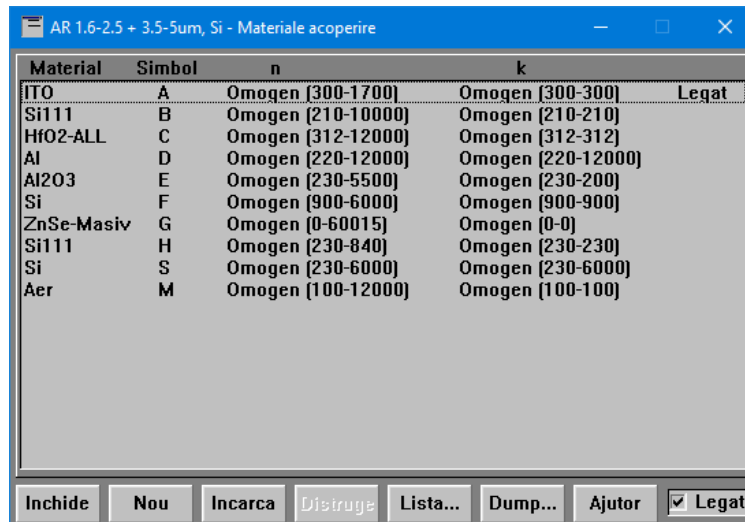 AR 1.6-2.5 + 3.5-5um, Si - Materiale acoperire
Material Simbol n k
ITO A Omogen (300-1700) Omogen (300-300) Legat
Si111 B Omogen (210-10000) Omogen (210-210)
HfO2-ALL C Omogen (312-12000) Omogen (312-312)
Al D Omogen (220-12000) Omogen (220-12000)
Al2O3 E Omogen (230-5500) Omogen (230-200)
Si F Omogen (900-6000) Omogen (900-900)
ZnSe-Masiv G Omogen (0-60015) Omogen (0-0)
Si111 H Omogen (230-840) Omogen (230-230)
Si S Omogen (230-6000) Omogen (230-6000)
Aer M Omogen (100-12000) Omogen (100-100)
Inchide Nou Incarca Distruge Lista... Dump... Ajutor Legat